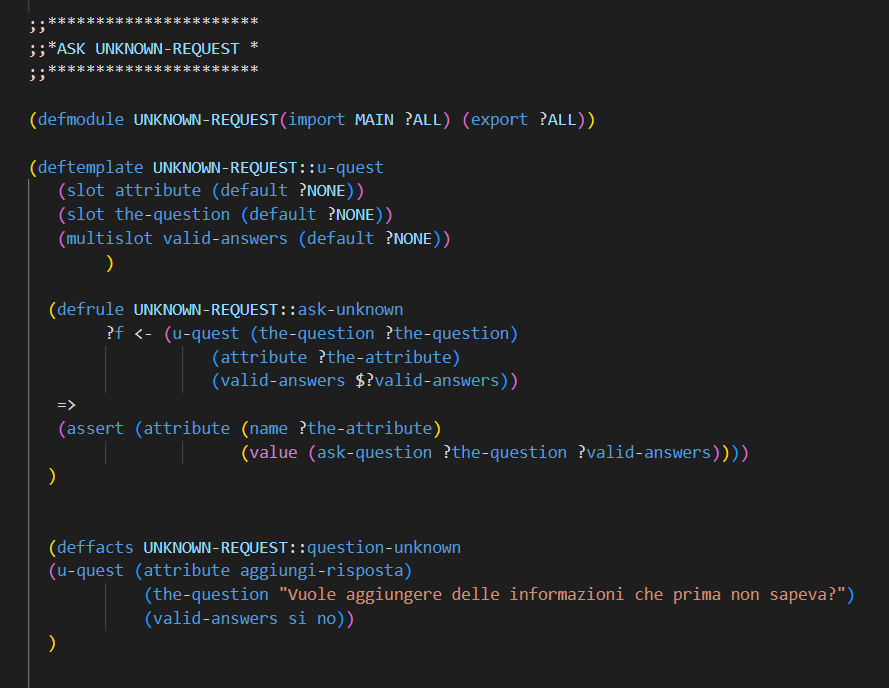 ;;**********************
;;*ASK UNKNOWN-REQUEST *
;;**********************
(defmodule UNKNOWN-REQUEST(import MAIN ?ALL) (export ?ALL))
(deftemplate UNKNOWN-REQUEST::u-quest
(slot attribute (default ?NONE))
(slot the-question (default ?NONE))
(multislot valid-answers (default ?NONE))
)
(defrule UNKNOWN-REQUEST::ask-unknown
?f <- (u-quest (the-question ?the-question)
(attribute ?the-attribute)
(valid-answers $?valid-answers))
=>
(assert (attribute (name ?the-attribute)
(value (ask-question ?the-question ?valid-answers))))
)
(deffacts UNKNOWN-REQUEST::question-unknown
(u-quest (attribute aggiungi-risposta)
(the-question "Vuole aggiungere delle informazioni che prima non sapeva?")
(valid-answers si no))
)